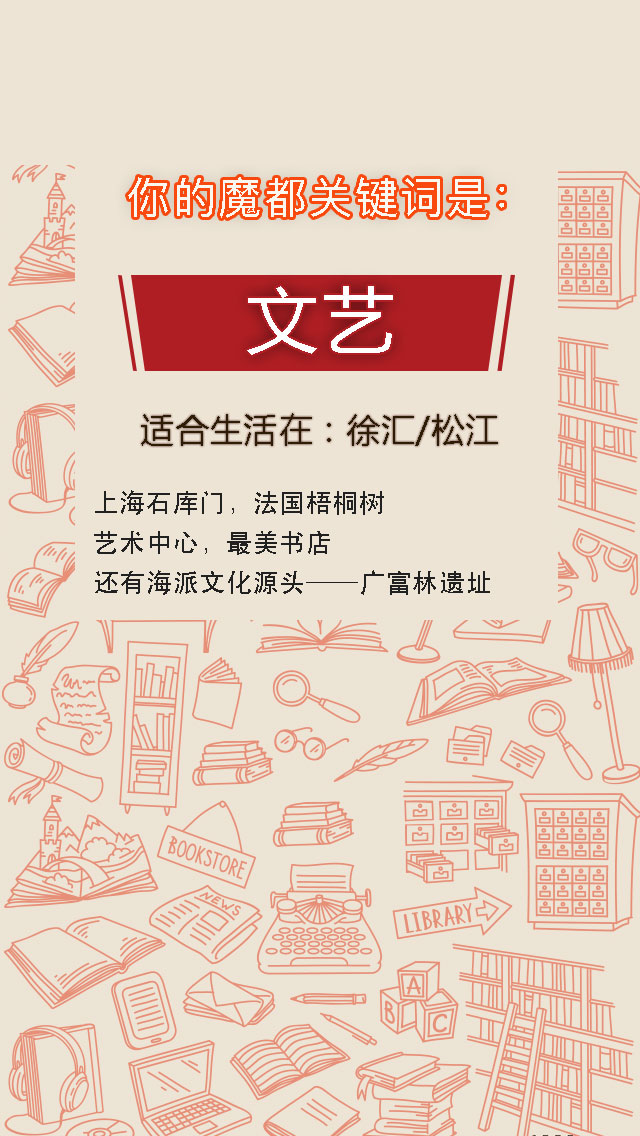 你的魔都关键词是：
文艺
适合生活在：徐汇/松江
上海石库门，法国梧桐树
艺术中心，最美书店
还有海派文化源头——广富林遗址
BOOKSTORE
NEWS
LIBRARY
A
B
C